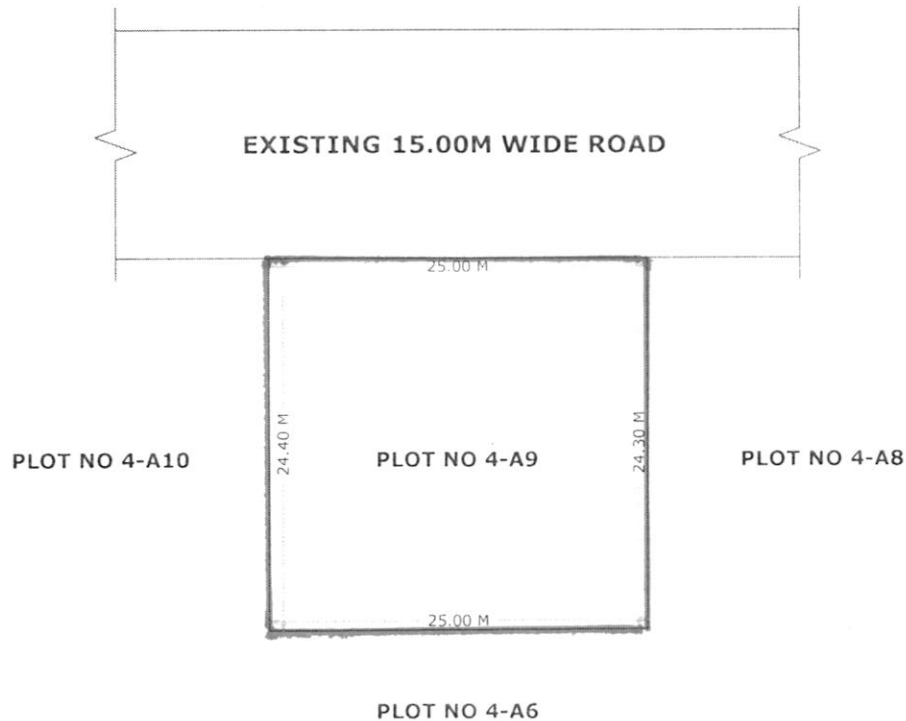 EXISTING 15.00M WIDE ROAD
25.00 M
PLOT NO 4-A10
24.40 M
PLOT NO 4-A9
24.30 M
PLOT NO 4-A8
25.00 M
PLOT NO 4-A6